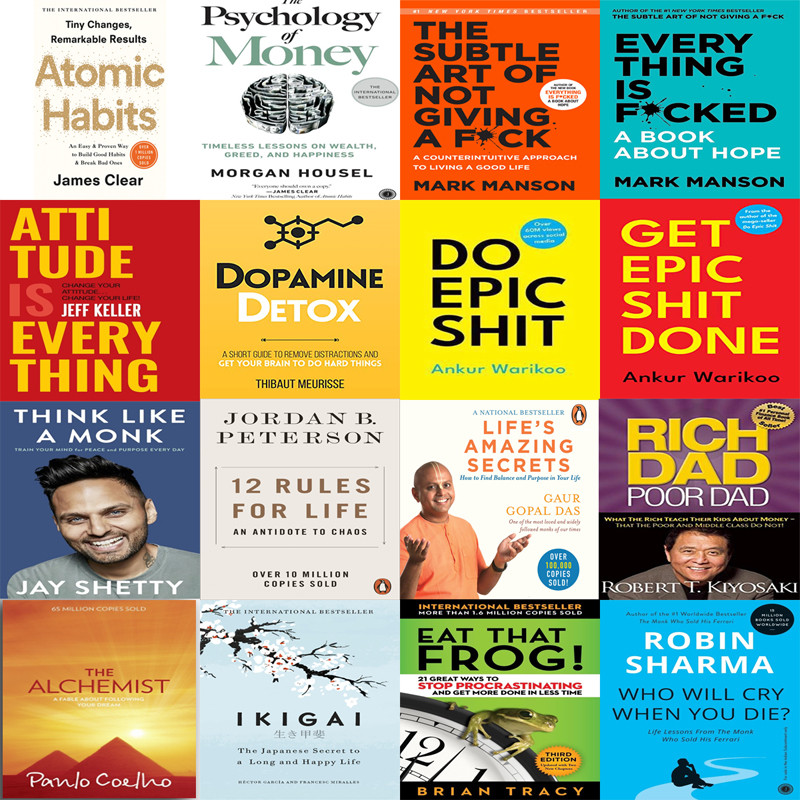 THE INTERNATIONAL BESTSELLER
Tiny Changes,
Remarkable Results
Atomic
Habits
An Easy & Proven Way
to Build Good Habits
& Break Bad Ones
OVER
1 MILLION
COPIES
SOLD
James Clear
The
Psychology
of
Money
THE
INTERNATIONAL
BESTSELLER
TIMELESS LESSONS ON WEALTH,
GREED, AND HAPPINESS
MORGAN HOUSEL
"Everyone should own a copy."
—JAMES CLEAR
New York Times Bestselling Author of Atomic Habits
#1 NEW YORK TIMES BESTSELLER
THE
SUBTLE
ART OF
NOT
GIVING
A F CK
AUTHOR OF
THE NEW BOOK
EVERYTHING
IS F*CKED
A BOOK
ABOUT HOPE
A COUNTERINTUITIVE APPROACH
TO LIVING A GOOD LIFE
MARK MANSON
AUTHOR OF THE #1 NEW YORK TIMES BESTSELLER
THE SUBTLE ART OF NOT GIVING A F*CK
EVERY
THING
IS
F CKED
A BOOK
ABOUT HOPE
MARK MANSON
ATTI
TUDE
IS
CHANGE YOUR
ATTITUDE...
CHANGE YOUR LIFE!
JEFF KELLER
EVERY
THING
DOPAMINE
DETOX
A SHORT GUIDE TO REMOVE DISTRACTIONS AND
GET YOUR BRAIN TO DO HARD THINGS
THIBAUT MEURISSE
Over
60M views
across social
media
DO
EPIC
SHIT
Ankur Warikoo
From the
author of the
mega-seller
Do Epic Shit
GET
EPIC
SHIT
DONE
Ankur Warikoo
THINK LIKE
A MONK
TRAIN YOUR MIND for PEACE and PURPOSE EVERY DAY
JAY SHETTY
JORDAN B.
PETERSON
12 RULES
FOR LIFE
AN ANTIDOTE TO CHAOS
OVER 10 MILLION
COPIES SOLD
A NATIONAL BESTSELLER
LIFE'S
AMAZING
SECRETS
How to Find Balance and Purpose in Your Life
GAUR
GOPAL DAS
One of the most loved and widely
followed monks of our times
OVER
100,000
COPIES
SOLD!
#1 Personal
Finance Book
of All Time!
Best
Seller
RICH
DAD
POOR DAD
WHAT THE RICH TEACH THEIR KIDS ABOUT MONEY –
THAT THE POOR AND MIDDLE CLASS DO NOT!
ROBERT T. KIYOSAKI
65 MILLION COPIES SOLD
THE
ALCHEMIST
A FABLE ABOUT FOLLOWING
YOUR DREAM
Paulo Coelho
THE INTERNATIONAL BESTSELLER
IKIGAI
生き甲斐
The Japanese Secret to
a Long and Happy Life
HÉCTOR GARCÍA AND FRANCESC MIRALLES
INTERNATIONAL BESTSELLER
MORE THAN 1.6 MILLION COPIES SOLD
EAT THAT
FROG!
21 GREAT WAYS TO
STOP PROCRASTINATING
AND GET MORE DONE IN LESS TIME
12
11
THIRD
EDITION
Updated with Two
New Chapters
BRIAN TRACY
Author of the #1 Worldwide Bestseller
The Monk Who Sold His Ferrari
MILLION
BOOKS SOLD
WORLDWIDE
ROBIN
SHARMA
WHO WILL CRY
WHEN YOU DIE?
Life Lessons From The Monk
Who Sold His Ferrari